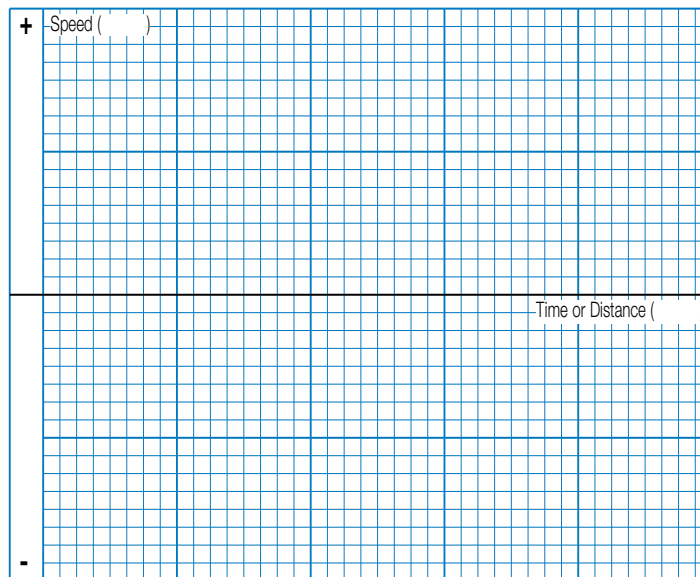 + Speed ( )
Time or Distance (
-